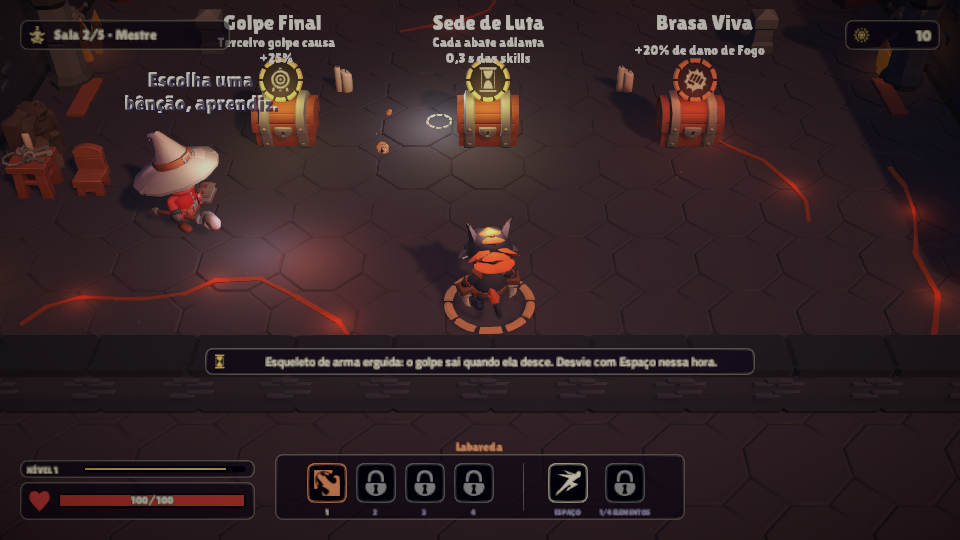 Golpe Final
Terceiro golpe causa
+25%
Sede de Luta
Cada abate adianta
0,3 s das skills
Brasa Viva
+20% de dano de Fogo
Sala 2/5 - Mestre
10
Escolha uma
bênção, aprendiz.
Esqueleto de arma erguida: o golpe sai quando ela desce. Desvie com Espaço nessa hora.
Labareda
NÍVEL 1
100/100
1
2
3
4
ESPAÇO
1/4 ELEMENTOS